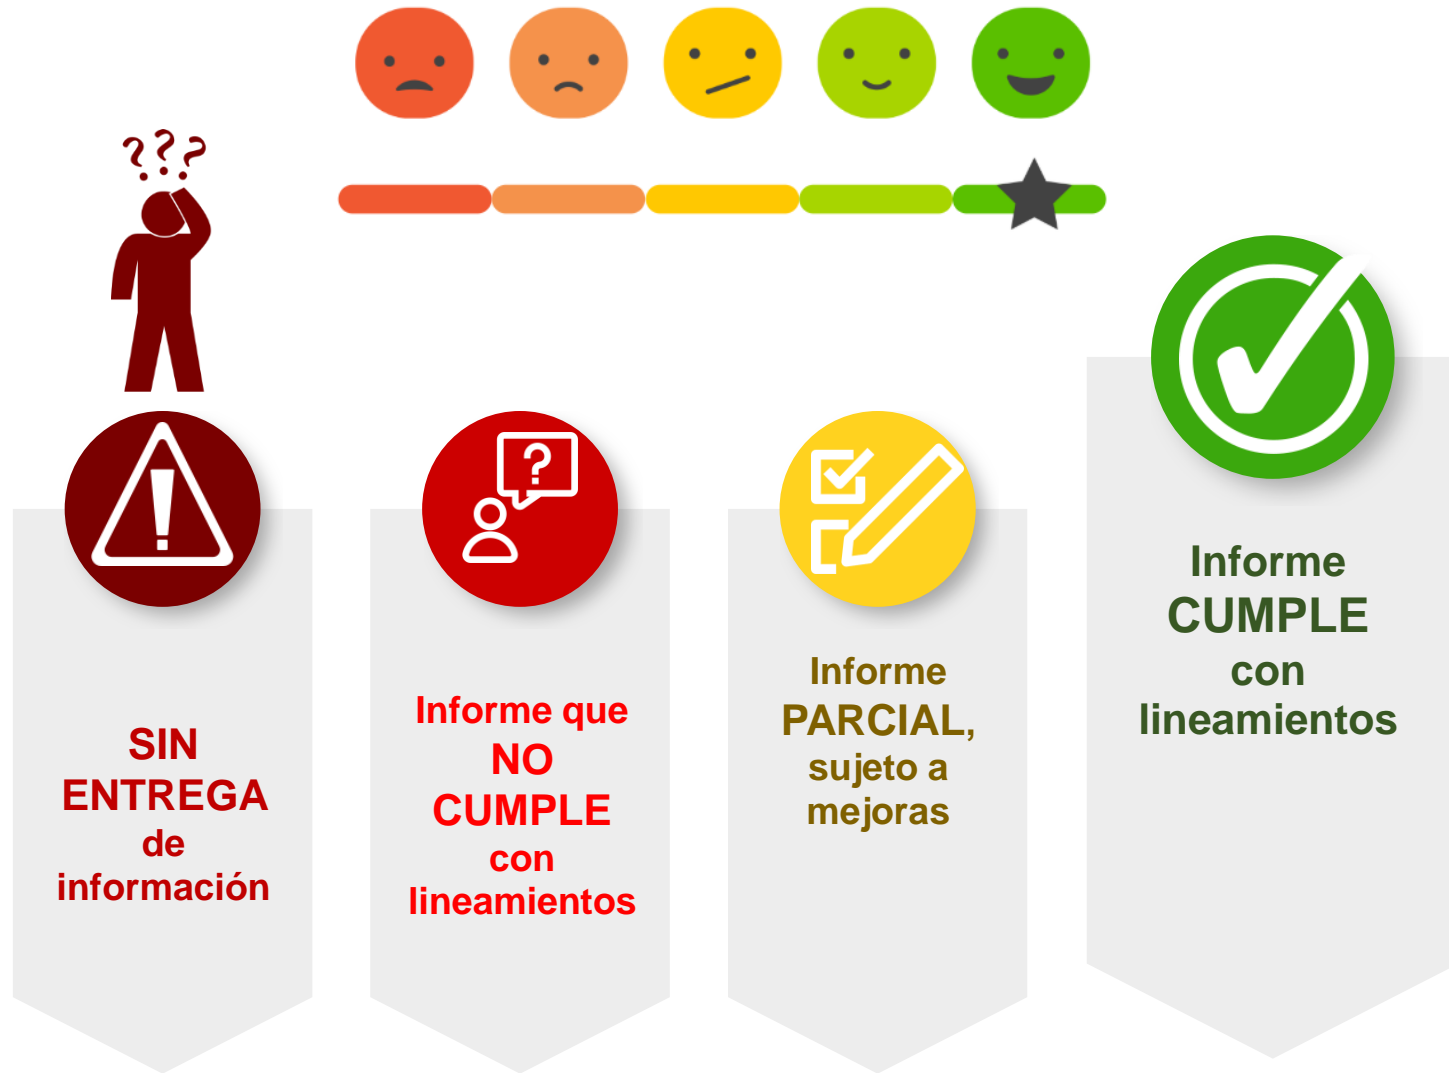 ???
SIN
ENTREGA
de
información
?
Informe que
NO
CUMPLE
con
lineamientos
Informe
PARCIAL,
sujeto a
mejoras
Informe
CUMPLE
con
lineamientos